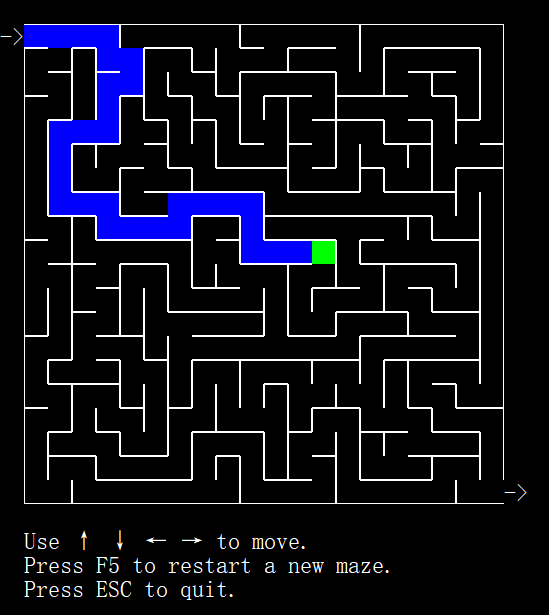 Use ↑ ↓ ← → to move.
Press F5 to restart a new maze.
Press ESC to quit.